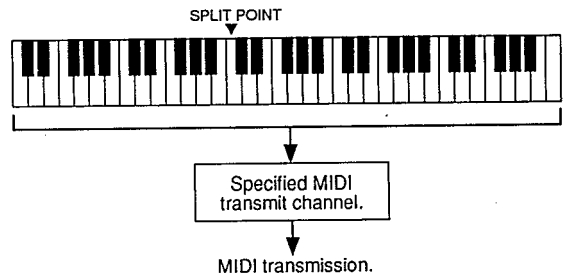 SPLIT POINT
Specified MIDI
transmit channel.
MIDI transmission.